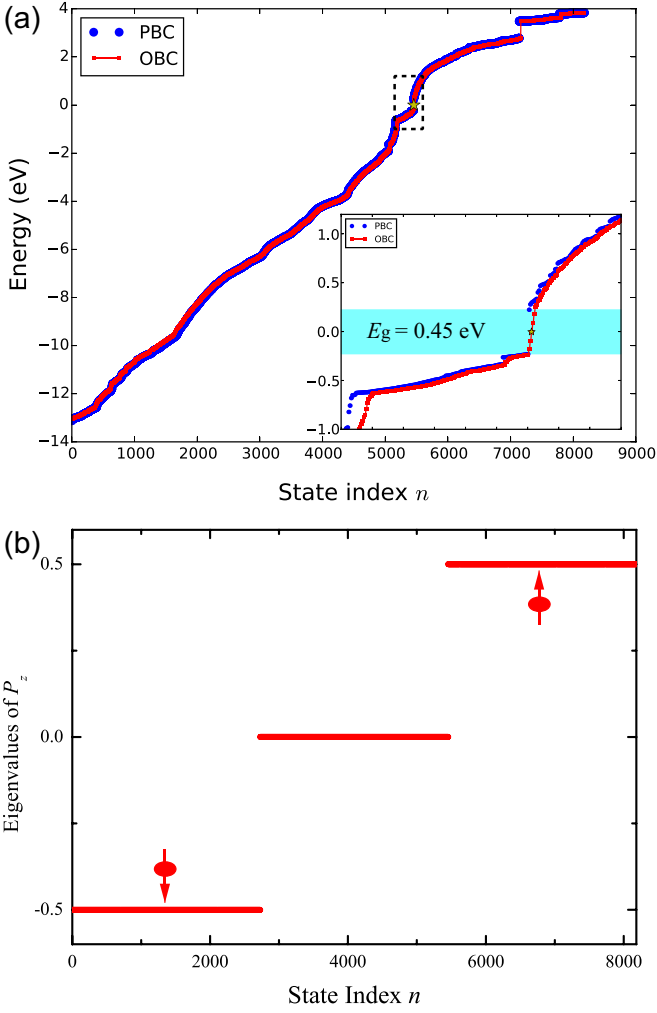 (a)
4
2
0
−2
−4
−6
−8
−10
−12
−14
Energy (eV)
PBC
OBC
PBC
OBC
1.0
0.5
0.0
−0.5
−1.0
Eg = 0.45 eV
0 1000 2000 3000 4000 5000 6000 7000 8000 9000
State index n
(b)
0.5
0.0
-0.5
Eigenvalues of Pz
0 2000 4000 6000 8000
State Index n